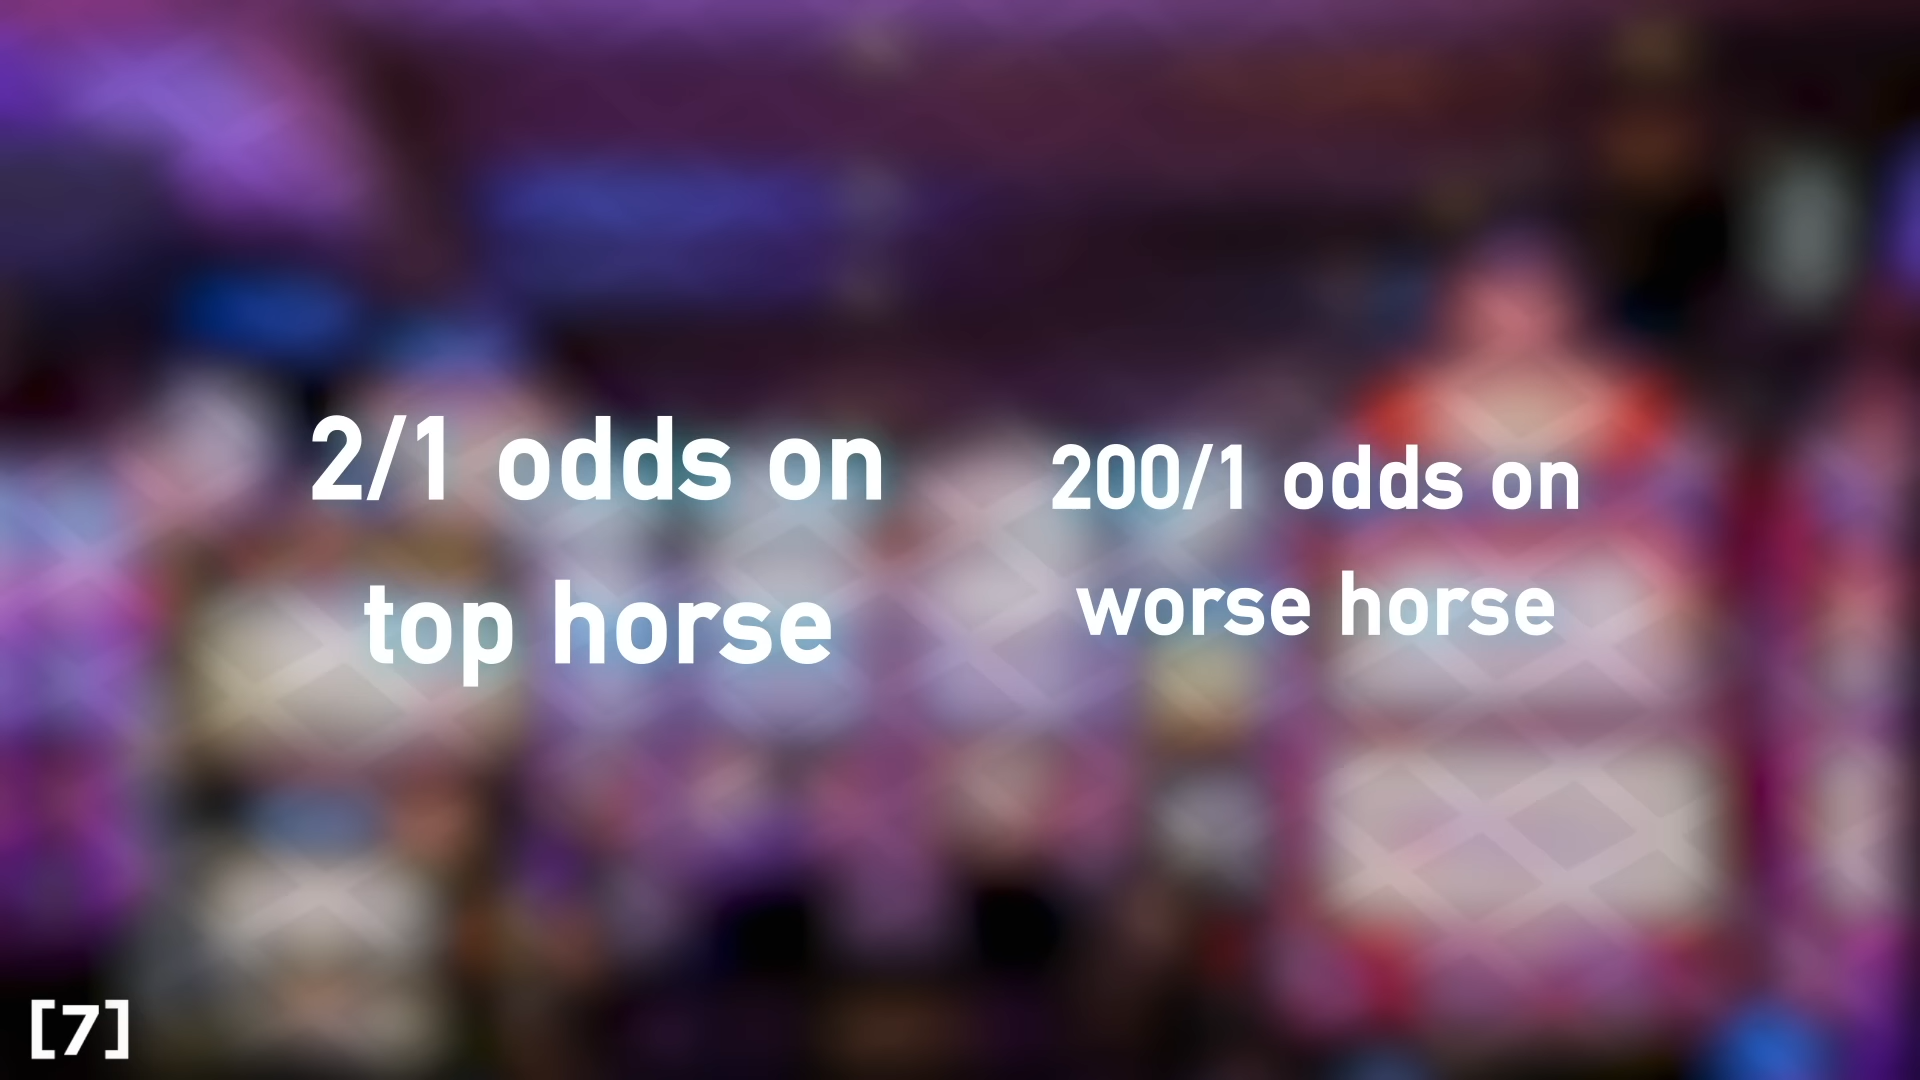 2/1 odds on
top horse
200/1 odds on
worse horse
[7]